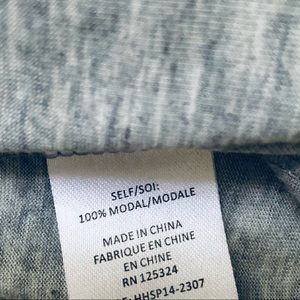 SELF/SOI:
100% MODAL/MODALE
MADE IN CHINA
FABRIQUE EN CHINE
EN CHINE
RN 125324
E: HHSP14-2307